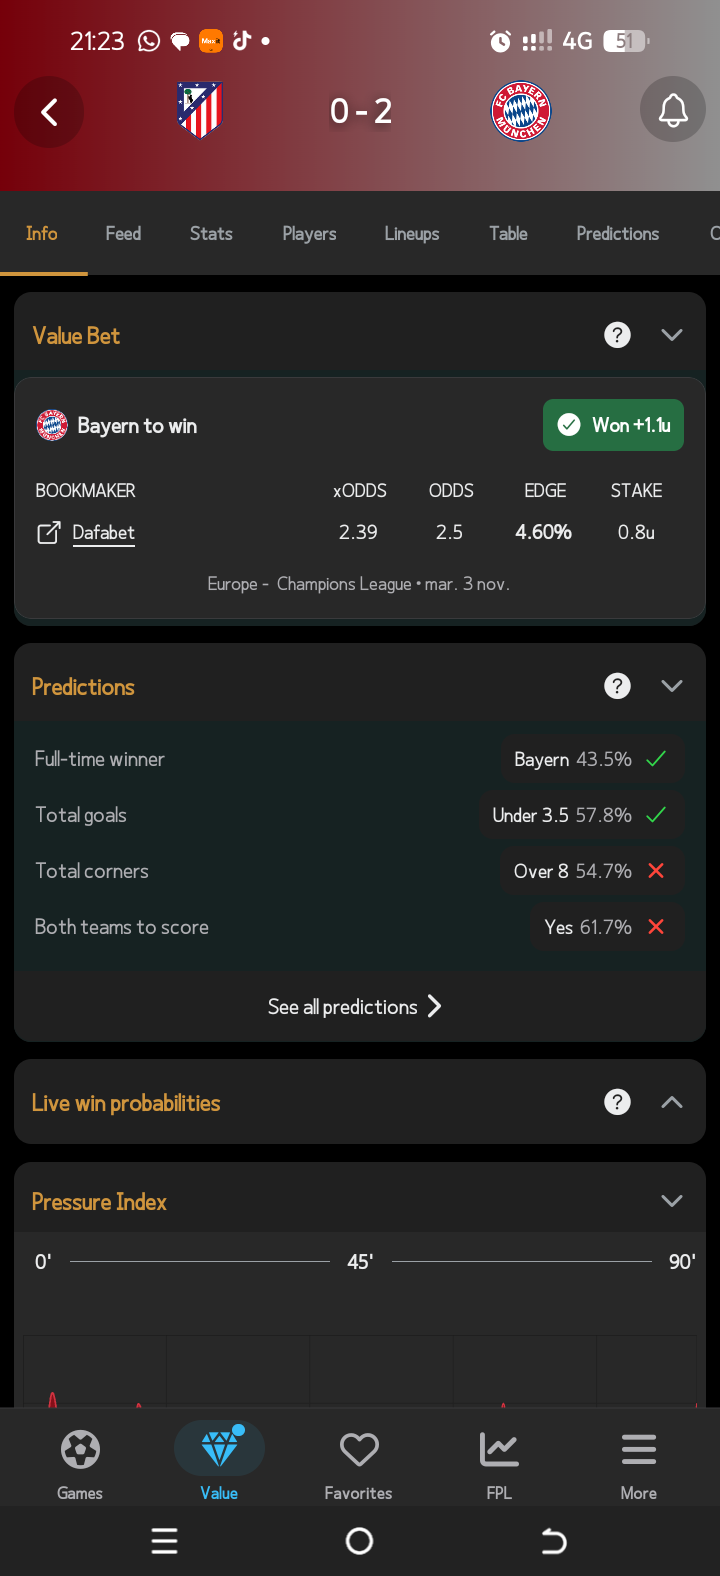 21:23 4G 51
0 - 2
FC BAYERN MÜNCHEN
Info Feed Stats Players Lineups Table Predictions
Value Bet ?
Bayern to win Won +1.1u
BOOKMAKER xODDS ODDS EDGE STAKE
Dafabet 2.39 2.5 4.60% 0.8u
Europe - Champions League • mar. 3 nov.
Predictions ?
Full-time winner Bayern 43.5%
Total goals Under 3.5 57.8%
Total corners Over 8 54.7%
Both teams to score Yes 61.7%
See all predictions
Live win probabilities ?
Pressure Index
0' 45' 90'
Games Value Favorites FPL More